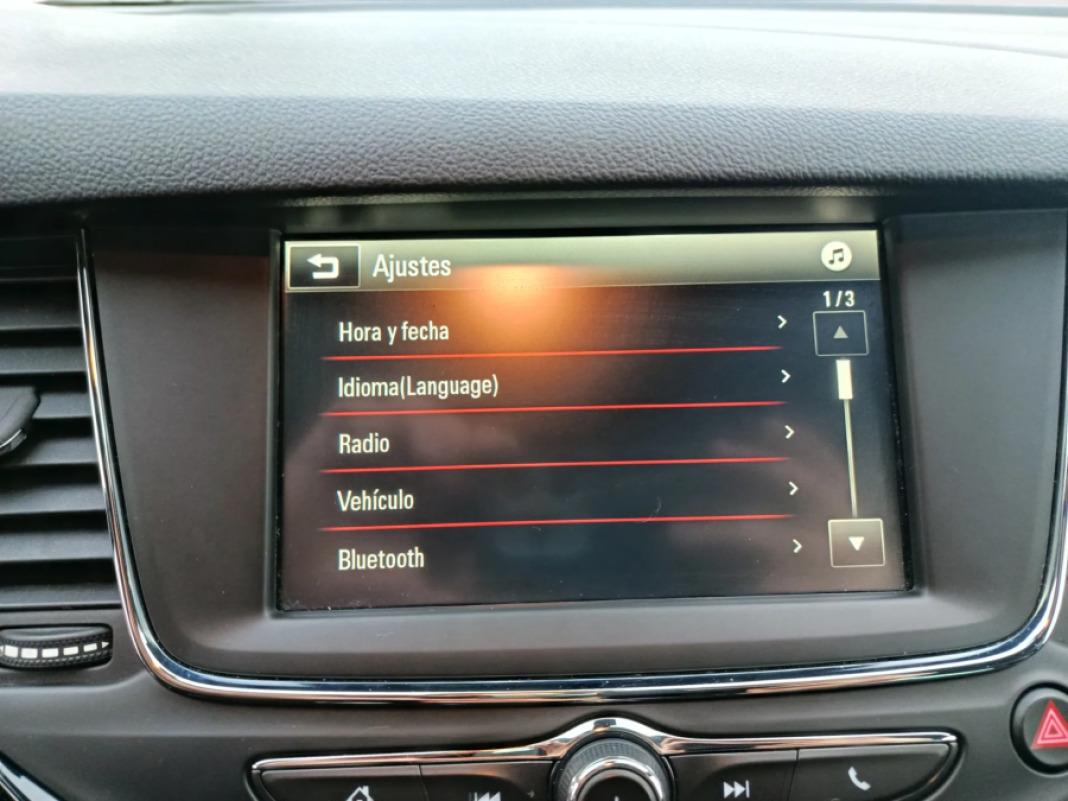 Ajustes
1/3
Hora y fecha
Idioma(Language)
Radio
Vehículo
Bluetooth